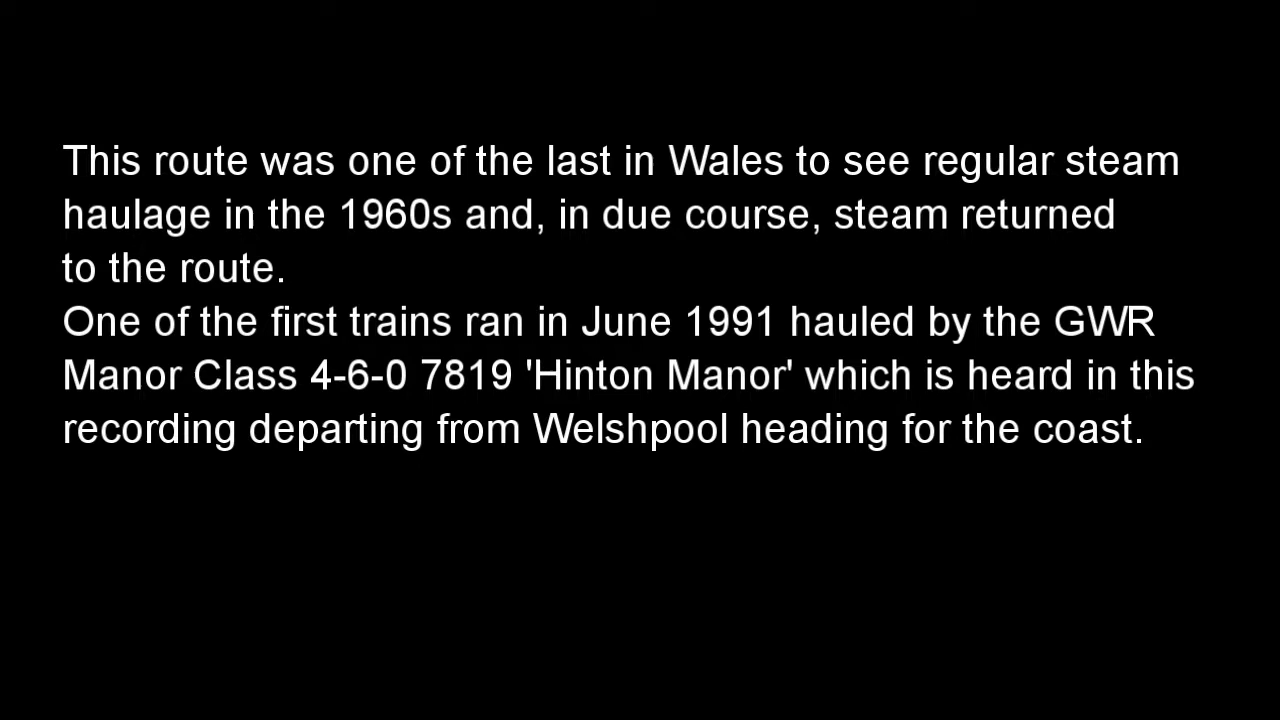 This route was one of the last in Wales to see regular steam
haulage in the 1960s and, in due course, steam returned
to the route.
One of the first trains ran in June 1991 hauled by the GWR
Manor Class 4-6-0 7819 'Hinton Manor' which is heard in this
recording departing from Welshpool heading for the coast.